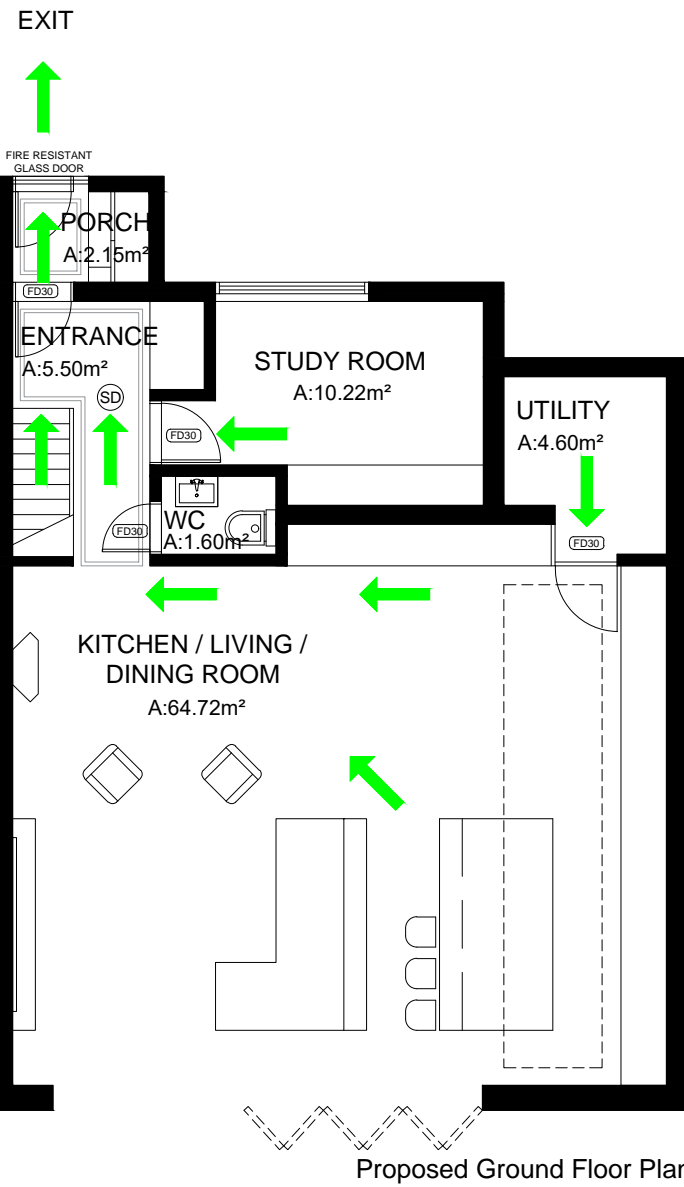 EXIT
FIRE RESISTANT
GLASS DOOR
PORCH
A:2.15m²
FD30
ENTRANCE
A:5.50m²
SD
STUDY ROOM
A:10.22m²
FD30
UTILITY
A:4.60m²
FD30
WC
A:1.60m²
FD30
KITCHEN / LIVING /
DINING ROOM
A:64.72m²
Proposed Ground Floor Plan